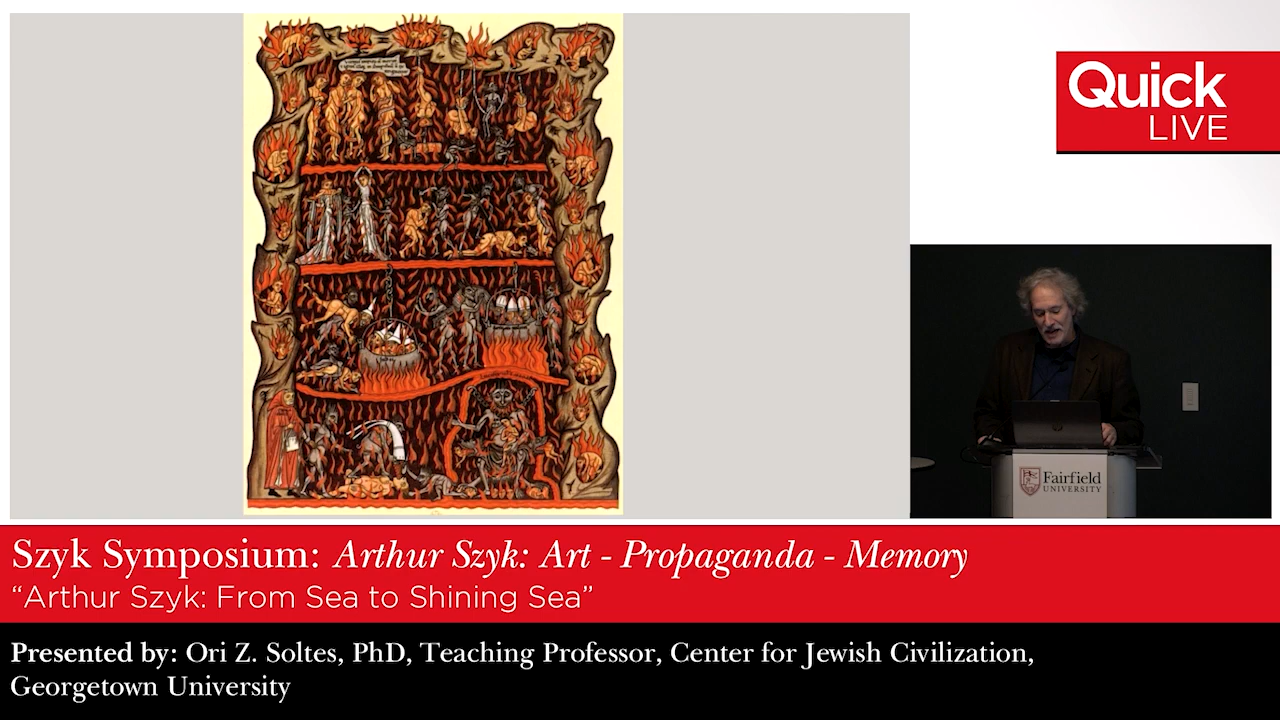 Quick
LIVE
Fairfield
UNIVERSITY
Szyk Symposium: Arthur Szyk: Art - Propaganda - Memory
“Arthur Szyk: From Sea to Shining Sea”
Presented by: Ori Z. Soltes, PhD, Teaching Professor, Center for Jewish Civilization,
Georgetown University